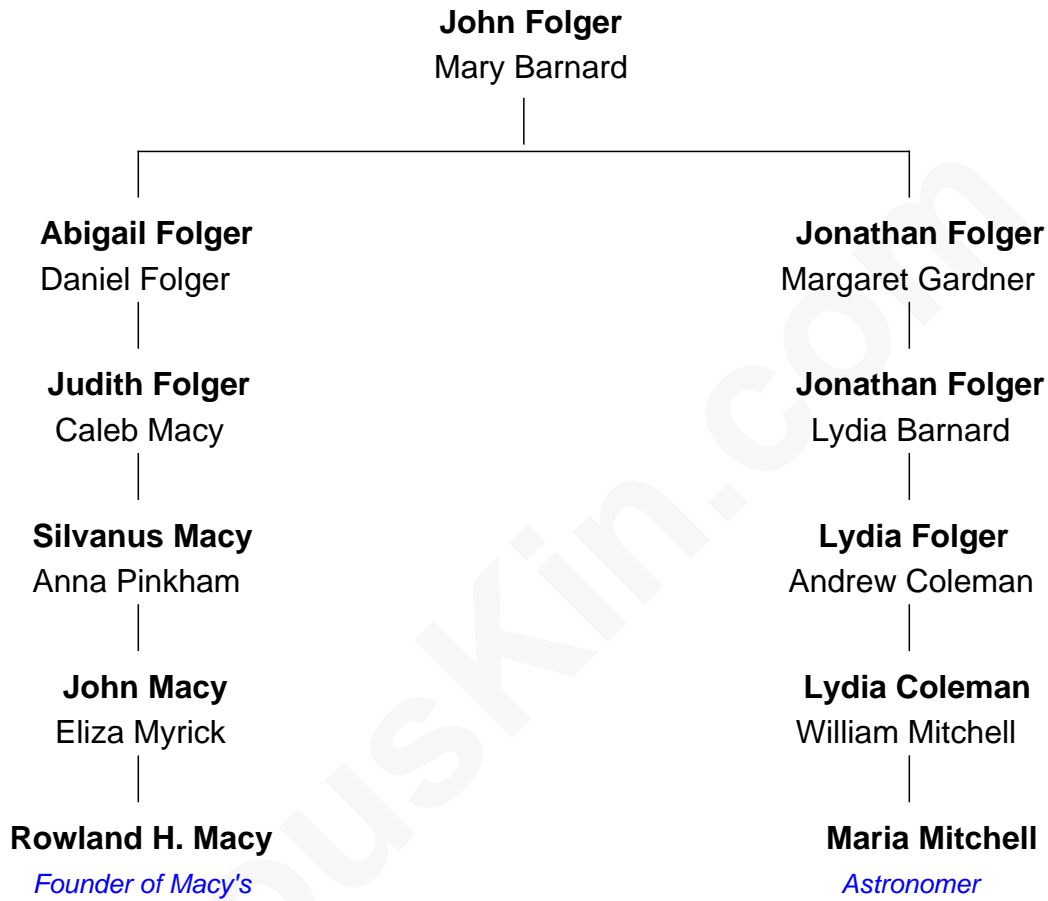 John Folger
Mary Barnard
Abigail Folger
Daniel Folger
Jonathan Folger
Margaret Gardner
Judith Folger
Caleb Macy
Jonathan Folger
Lydia Barnard
Silvanus Macy
Anna Pinkham
Lydia Folger
Andrew Coleman
John Macy
Eliza Myrick
Lydia Coleman
William Mitchell
Rowland H. Macy
Founder of Macy's
Maria Mitchell
Astronomer
usKin.com